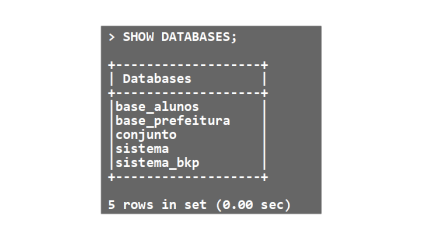 > SHOW DATABASES;
+-------------------+
| Databases         |
+-------------------+
|base_alunos        |
|base_prefeitura    |
|conjunto           |
|sistema            |
|sistema_bkp        |
+-------------------+
5 rows in set (0.00 sec)